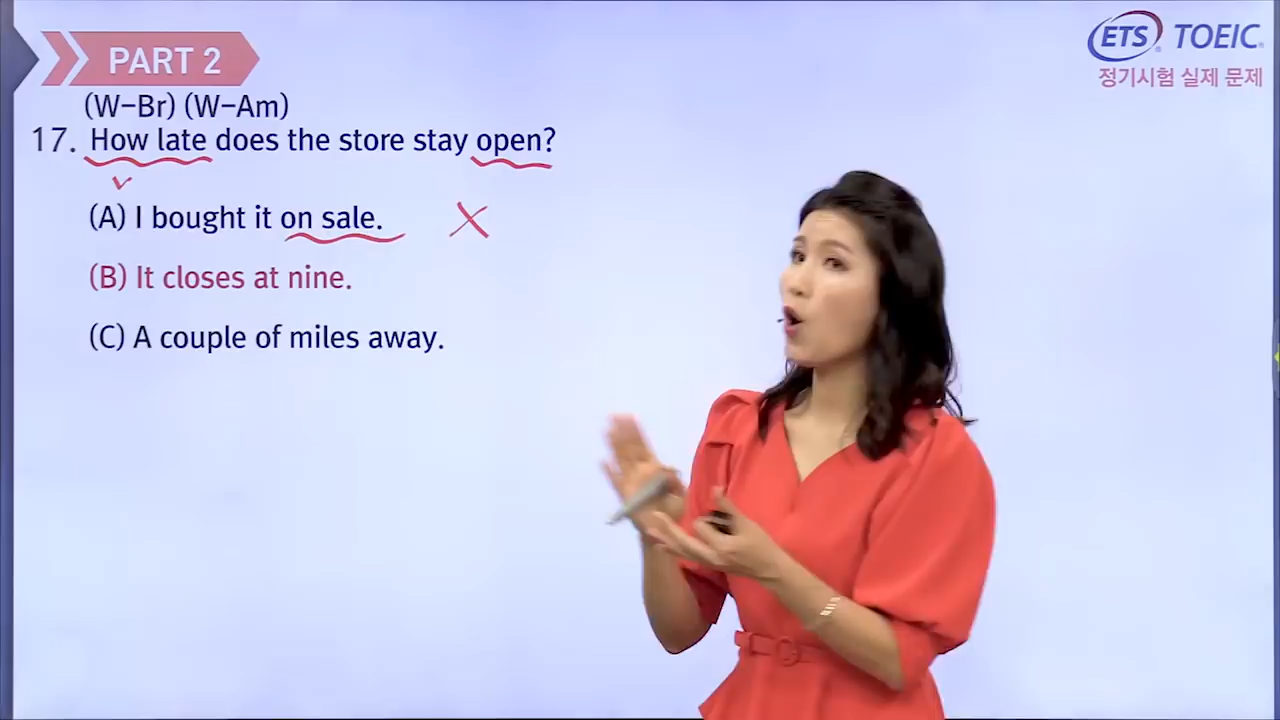 PART 2
ETS TOEIC
정기시험 실제 문제
(W-Br) (W-Am)
17. How late does the store stay open?
(A) I bought it on sale.
(B) It closes at nine.
(C) A couple of miles away.